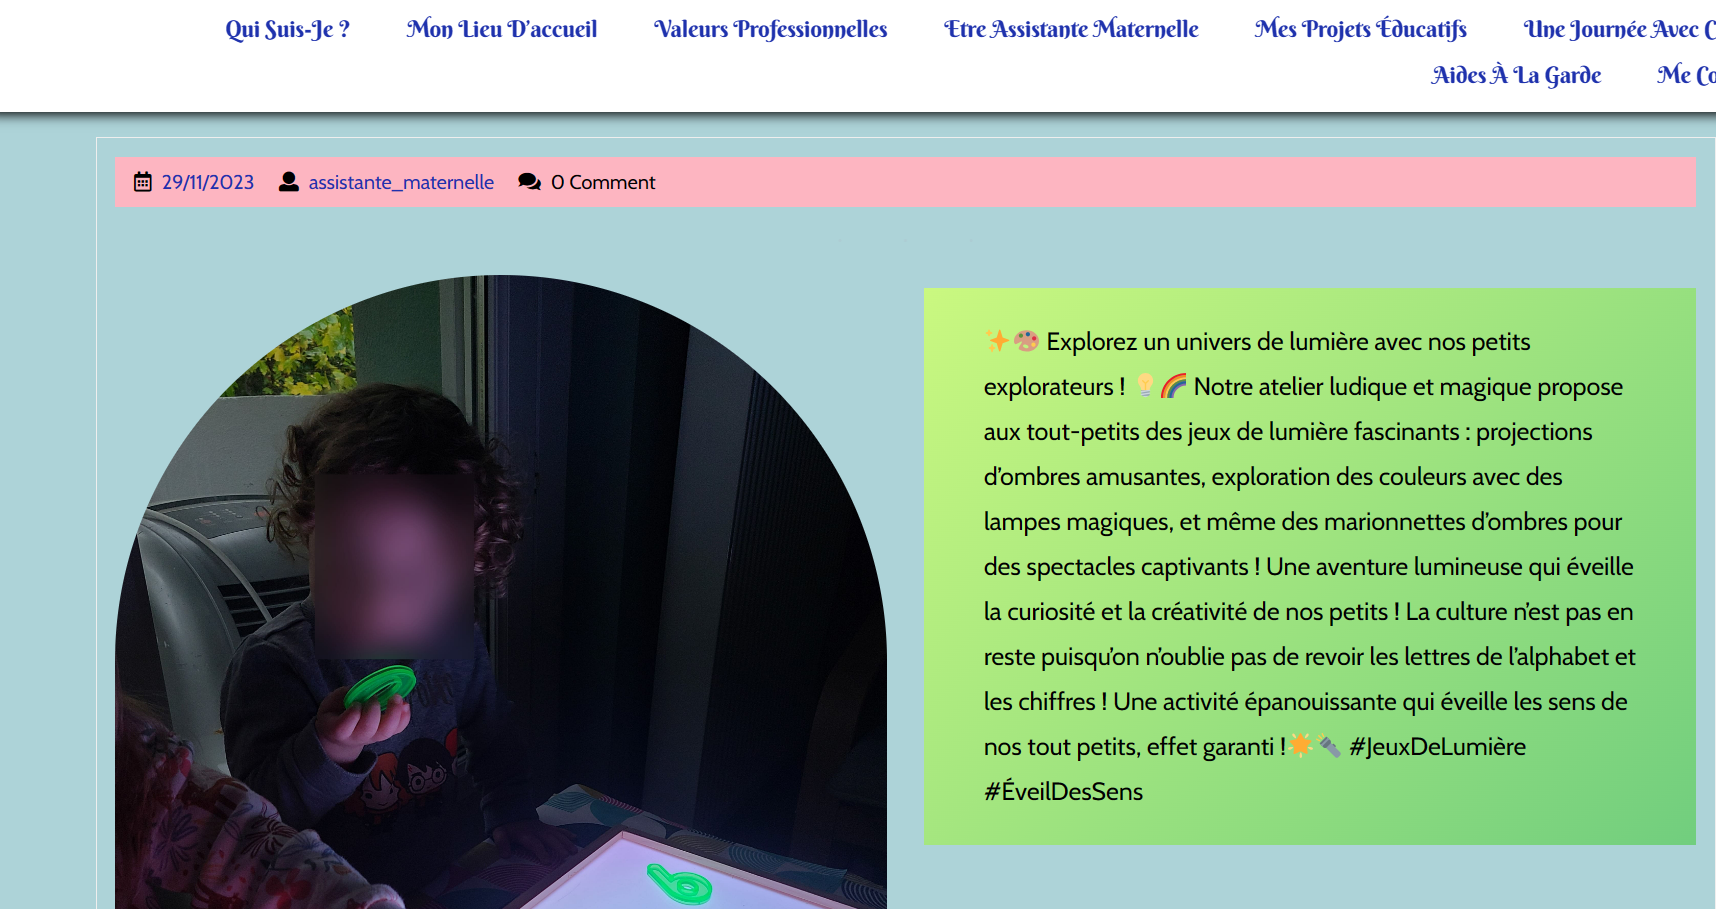 Qui Suis-Je ? Mon Lieu D’accueil Valeurs Professionnelles Etre Assistante Maternelle Mes Projets Éducatifs Une Journée Avec
Aides À La Garde Me
29/11/2023 assistante_maternelle 0 Comment
✨🎨 Explorez un univers de lumière avec nos petits
explorateurs ! 💡🌈 Notre atelier ludique et magique propose
aux tout-petits des jeux de lumière fascinants : projections
d’ombres amusantes, exploration des couleurs avec des
lampes magiques, et même des marionnettes d’ombres pour
des spectacles captivants ! Une aventure lumineuse qui éveille
la curiosité et la créativité de nos petits ! La culture n’est pas en
reste puisqu’on n’oublie pas de revoir les lettres de l’alphabet et
les chiffres ! Une activité épanouissante qui éveille les sens de
nos tout petits, effet garanti !🌟🔦 #JeuxDeLumière
#ÉveilDesSens